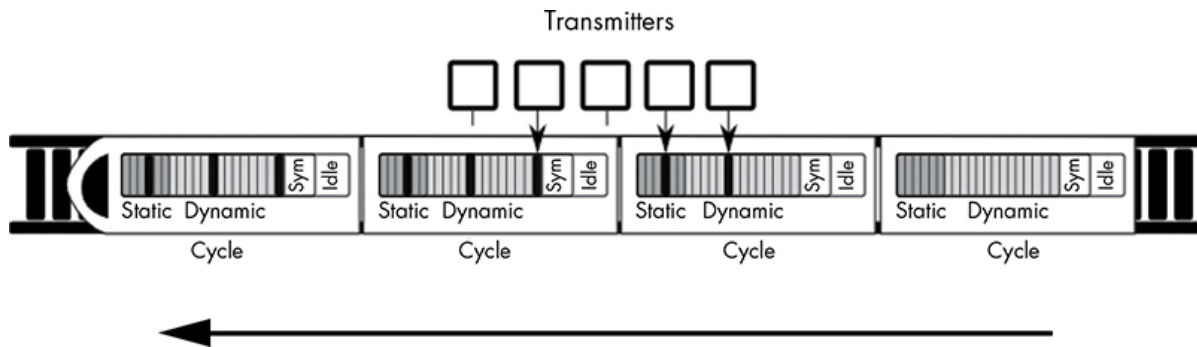 Transmitters
Sym Idle Sym Idle Sym Idle Sym Idle
Static Dynamic Static Dynamic Static Dynamic Static Dynamic
Cycle Cycle Cycle Cycle